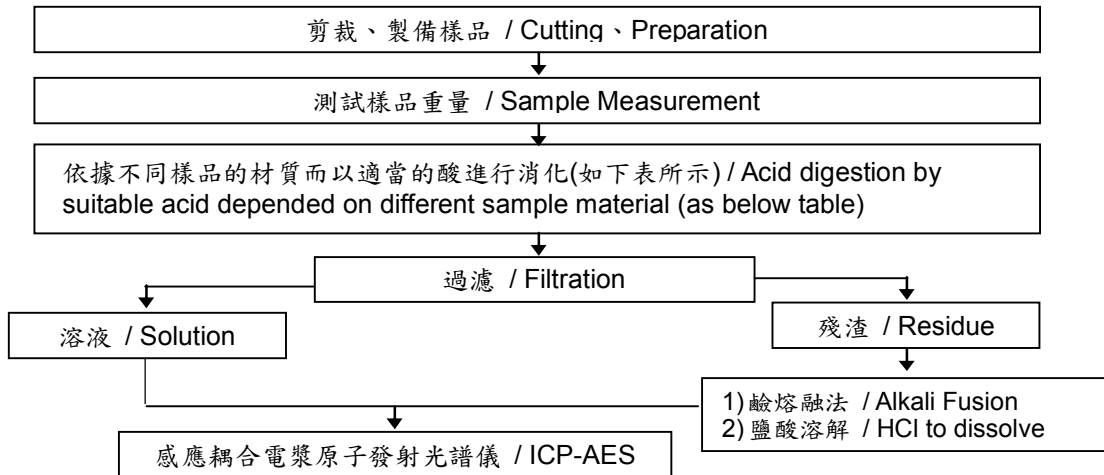 剪裁、製備樣品 / Cutting、Preparation
測試樣品重量 / Sample Measurement
依據不同樣品的材質而以適當的酸進行消化(如下表所示) / Acid digestion by
suitable acid depended on different sample material (as below table)
過濾 / Filtration
溶液 / Solution
殘渣 / Residue
1) 鹼熔融法 / Alkali Fusion
2) 鹽酸溶解 / HCl to dissolve
感應耦合電漿原子發射光譜儀 / ICP-AES